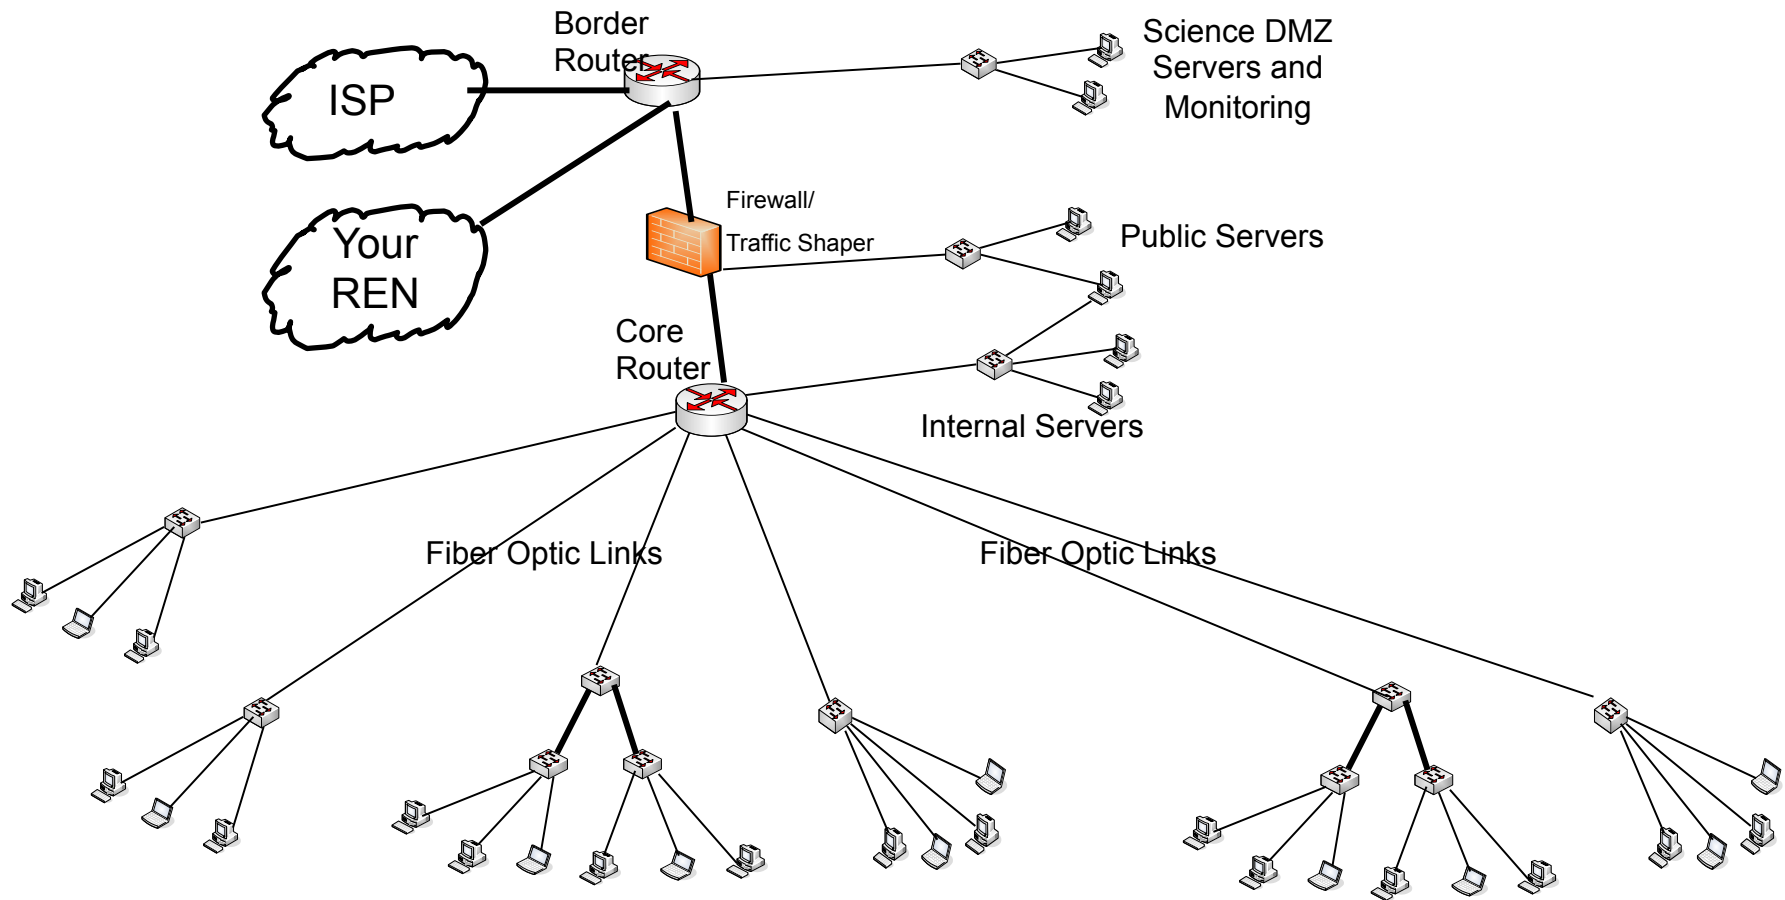 Border
Router
ISP
Science DMZ
Servers and
Monitoring
Your
REN
Firewall/
Traffic Shaper
Public Servers
Core
Router
Internal Servers
Fiber Optic Links
Fiber Optic Links